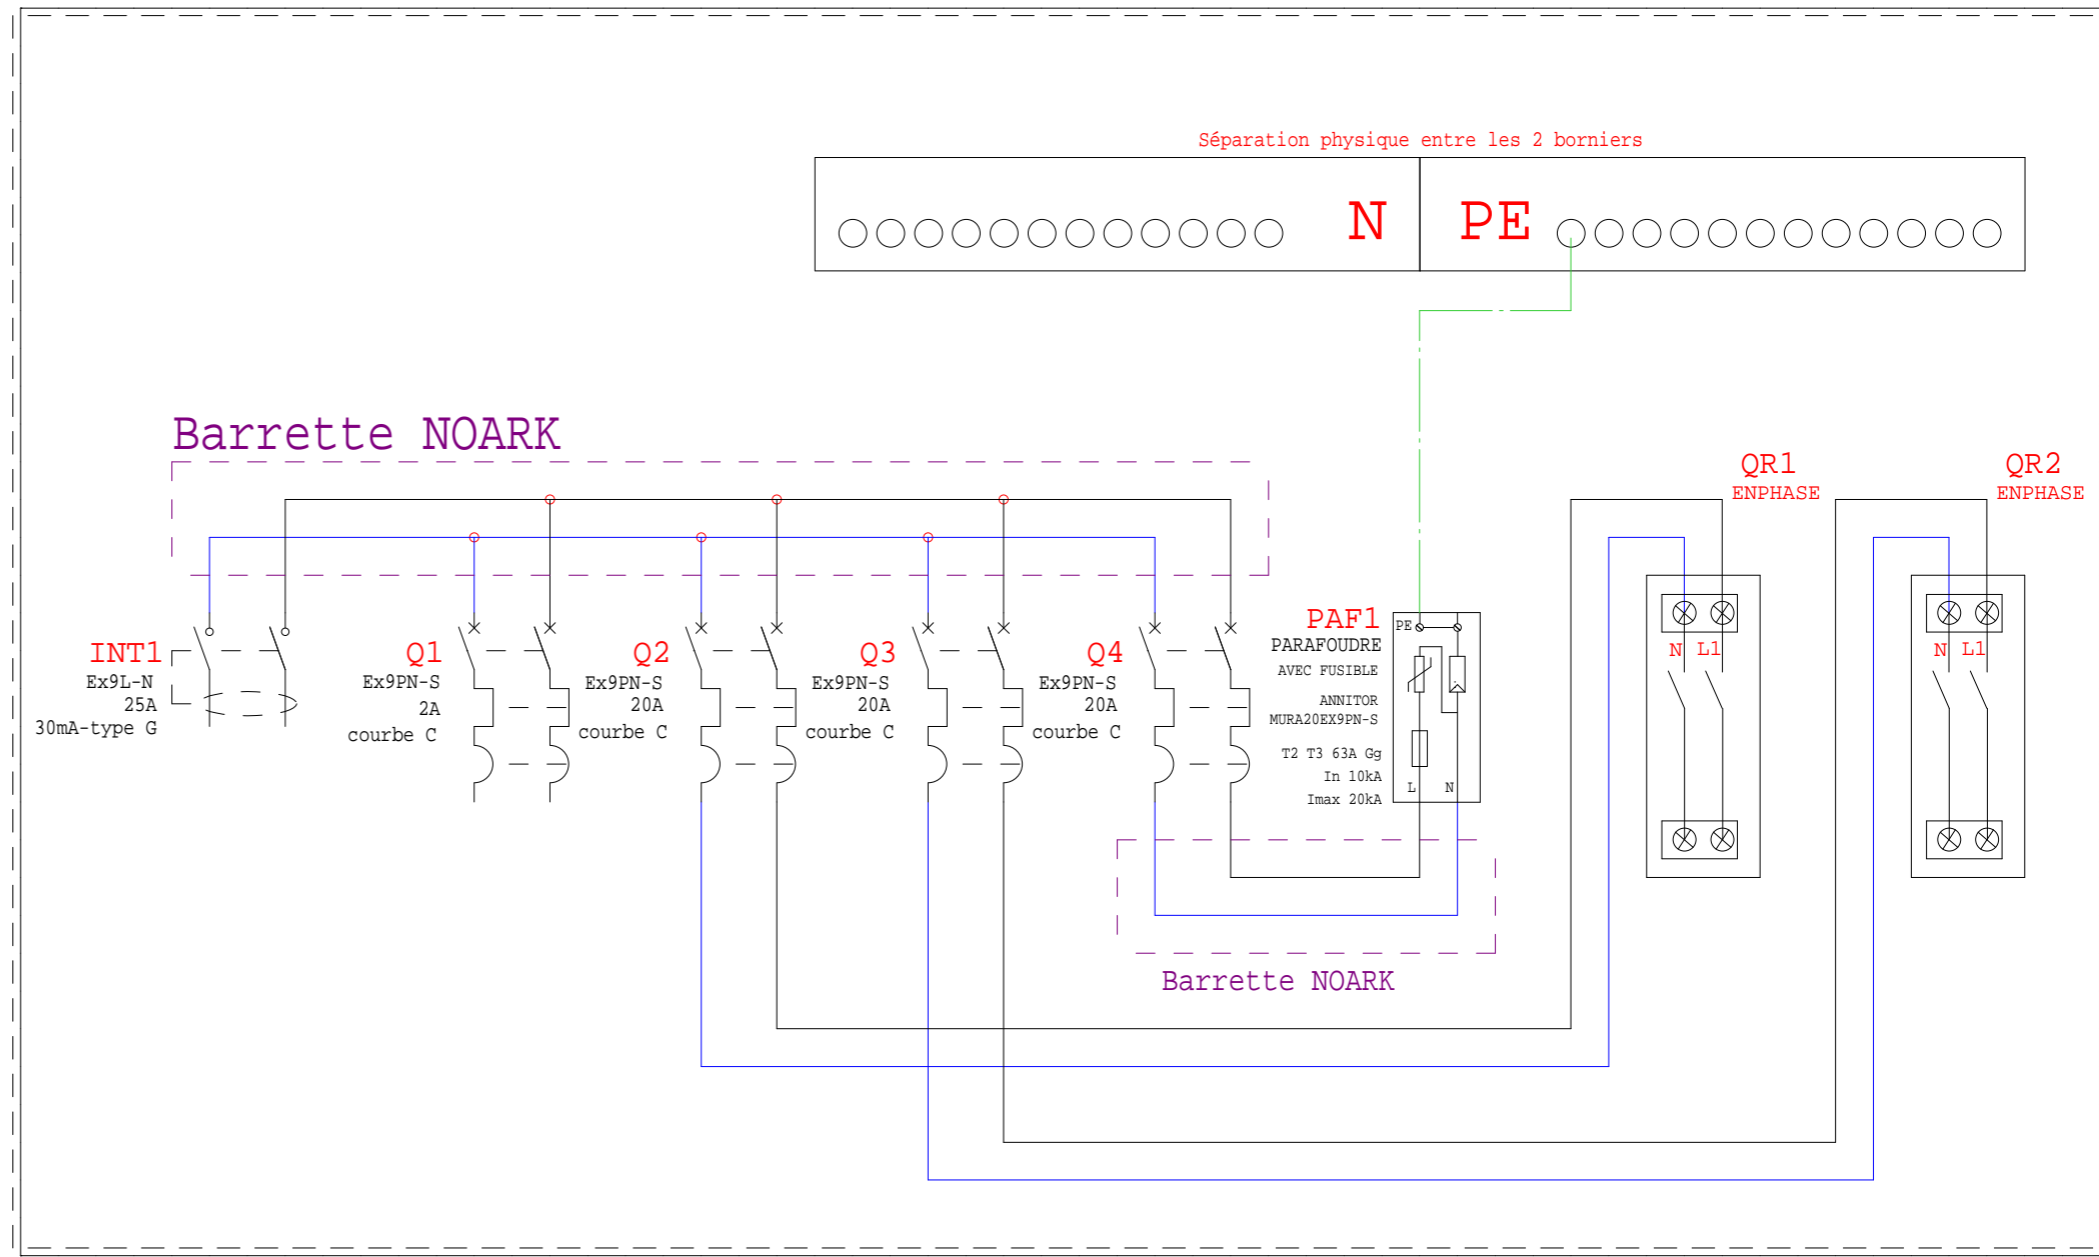 Séparation physique entre les 2 borniers
N
PE
Barrette NOARK
INT1
Ex9L-N
25A
30mA-type G
Q1
Ex9PN-S
2A
courbe C
Q2
Ex9PN-S
20A
courbe C
Q3
Ex9PN-S
20A
courbe C
Q4
Ex9PN-S
20A
courbe C
PAF1
PARAFOUDRE
AVEC FUSIBLE
ANNITOR
MURA20EX9PN-S
T2 T3 63A Gg
In 10kA
Imax 20kA
PE
L N
QR1
ENPHASE
N L1
QR2
ENPHASE
N L1
Barrette NOARK